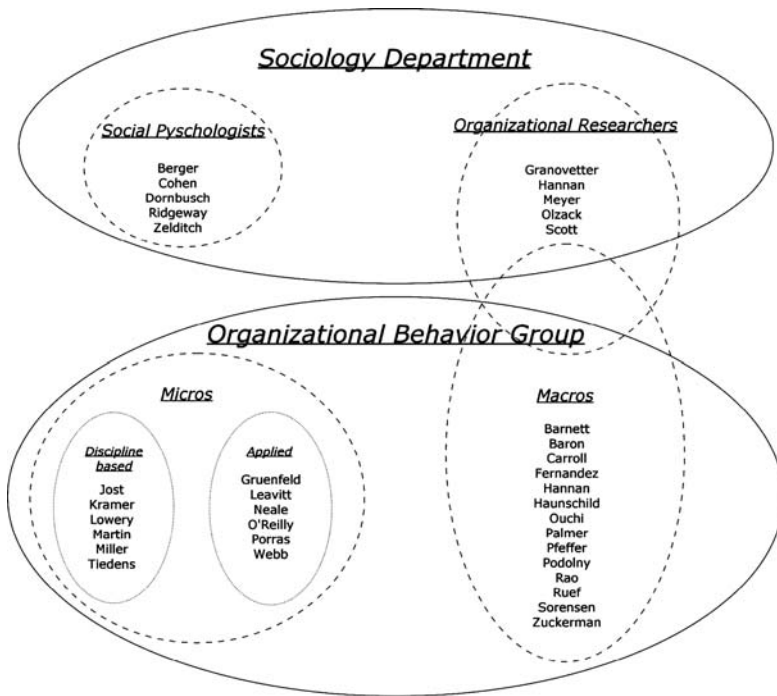 Sociology Department
Social Pyschologists
Berger
Cohen
Dornbusch
Ridgeway
Zelditch
Organizational Researchers
Granovetter
Hannan
Meyer
Olzack
Scott
Organizational Behavior Group
Micros
Discipline
based
Jost
Kramer
Lowery
Martin
Miller
Tiedens
Applied
Gruenfeld
Leavitt
Neale
O'Reilly
Porras
Webb
Macros
Barnett
Baron
Carroll
Fernandez
Hannan
Haunschild
Ouchi
Palmer
Pfeffer
Podolny
Rao
Ruef
Sorensen
Zuckerman